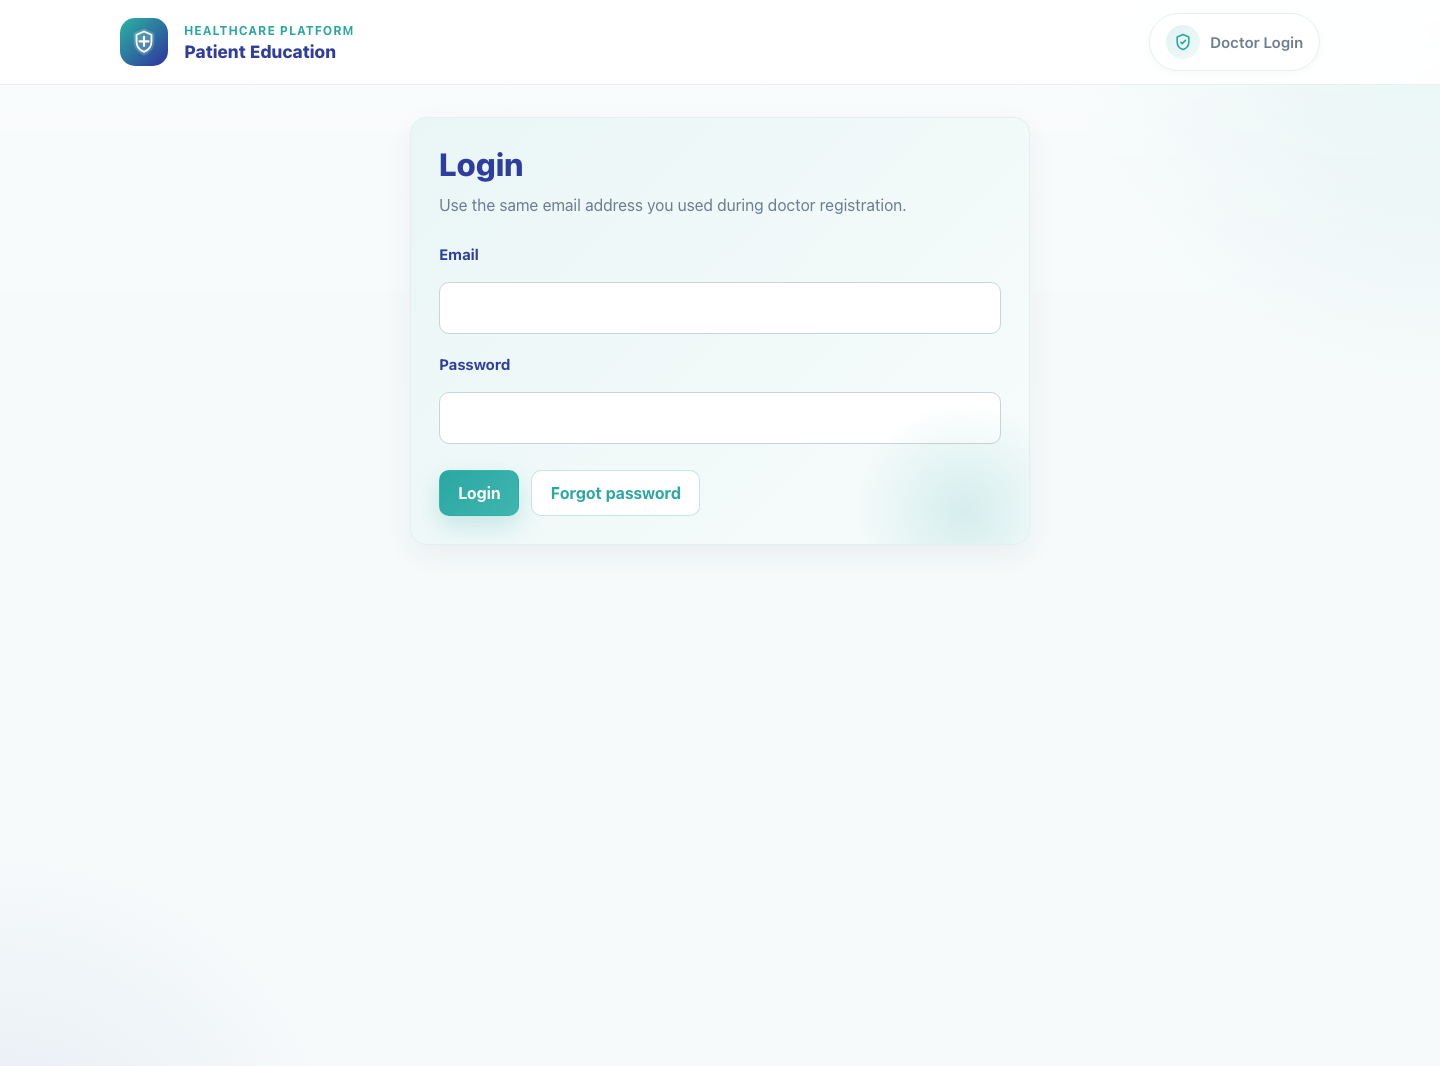 HEALTHCARE PLATFORM
Patient Education
Doctor Login
Login
Use the same email address you used during doctor registration.
Email
Password
Login
Forgot password